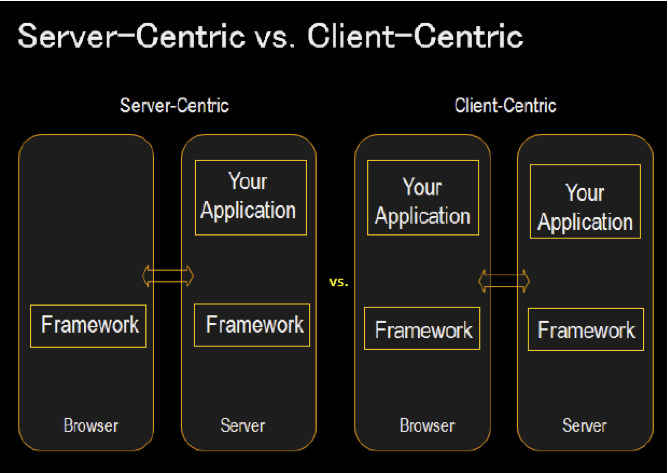 Server-Centric vs. Client-Centric
Server-Centric
Client-Centric
Your
Application
Framework
Framework
Browser
Server
vs.
Your
Application
Your
Application
Framework
Framework
Browser
Server